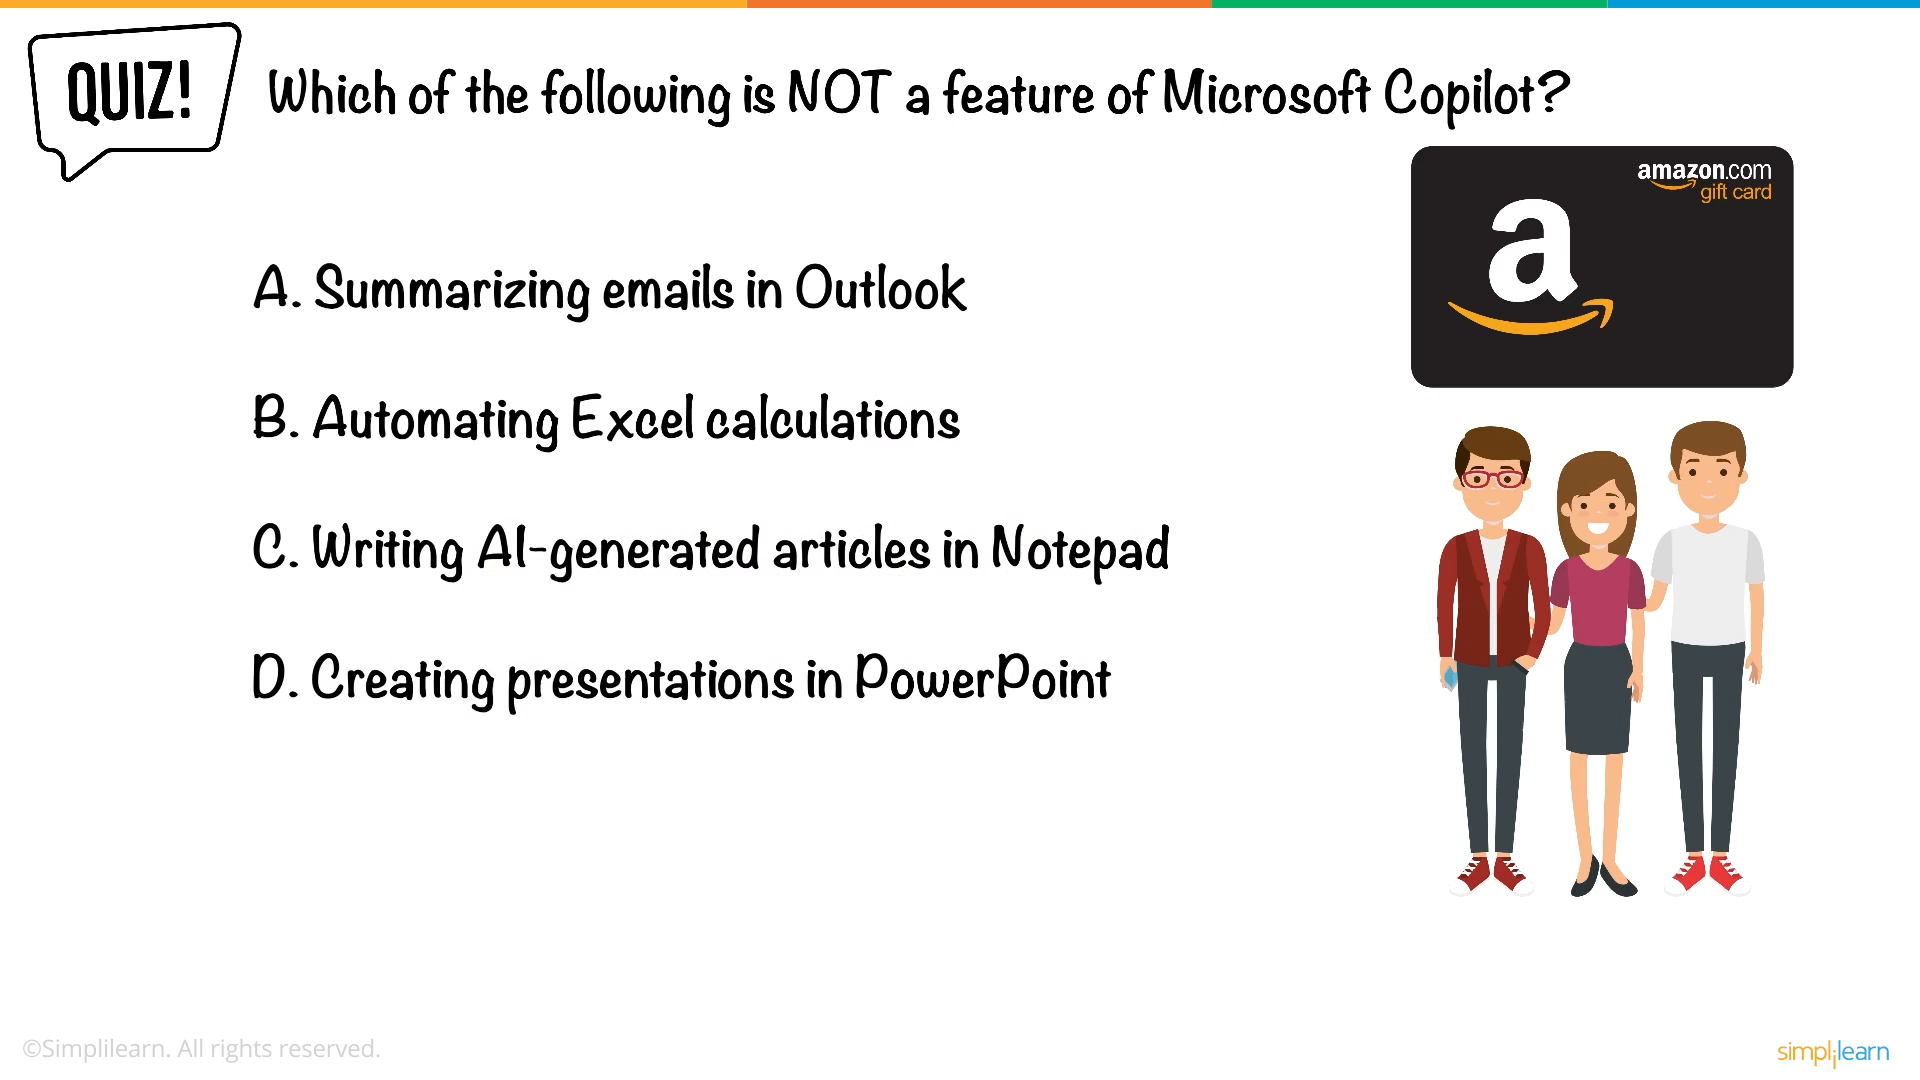 QUIZ!
Which of the following is NOT a feature of Microsoft Copilot?
amazon.com
gift card
a
A. Summarizing emails in Outlook
B. Automating Excel calculations
C. Writing AI-generated articles in Notepad
D. Creating presentations in PowerPoint
©Simplilearn. All rights reserved.
simplilearn